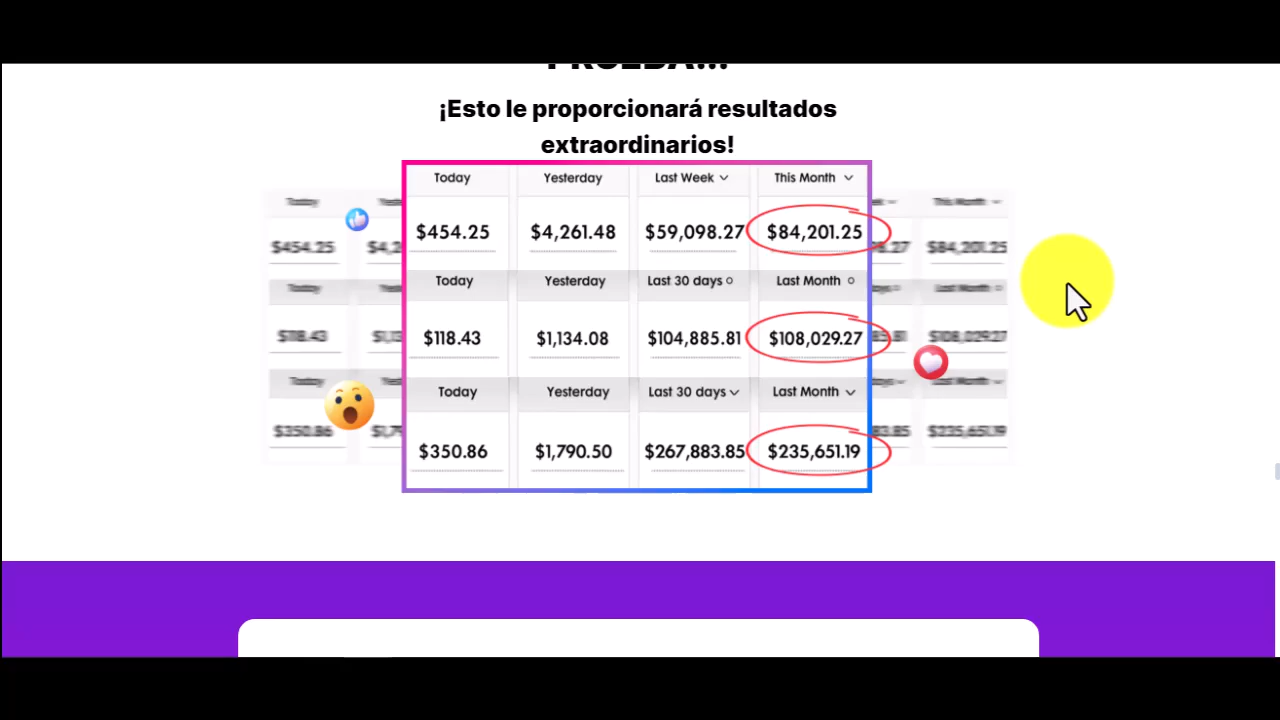 PRUEBA...
¡Esto le proporcionará resultados
extraordinarios!
Today Yesterday Last Week This Month
$454.25 $4,261.48 $59,098.27 $84,201.25
Today Yesterday Last 30 days Last Month
$118.43 $1,134.08 $104,885.81 $108,029.27
Today Yesterday Last 30 days Last Month
$350.86 $1,790.50 $267,883.85 $235,651.19